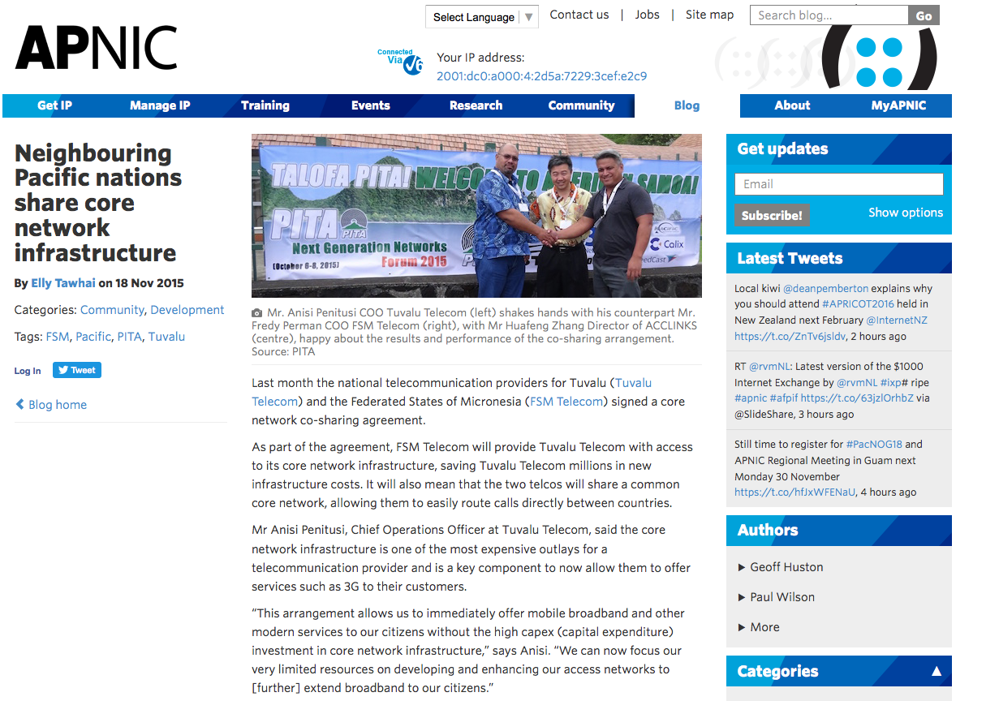 Select Language ▼
Contact us | Jobs | Site map
Search blog...
Go
APNIC
Connected
Via
v6
Your IP address:
2001:dc0:a000:4:2d5a:7229:3cef:e2c9
Get IP
Manage IP
Training
Events
Research
Community
Blog
About
MyAPNIC
Neighbouring
Pacific nations
share core
network
infrastructure
By Elly Tawhai on 18 Nov 2015
Categories: Community, Development
Tags: FSM, Pacific, PITA, Tuvalu
Log In
Tweet
Blog home
TALOFA PITA! WELCOME TO AMERICAN SAMOA!
PITA
PITA
Next Generation Networks
Forum 2015
(October 6-8, 2015)
Calix
Mr. Anisi Penitusi COO Tuvalu Telecom (left) shakes hands with his counterpart Mr.
Fredy Perman COO FSM Telecom (right), with Mr Huafeng Zhang Director of ACCLINKS
(centre), happy about the results and performance of the co-sharing arrangement.
Source: PITA
Last month the national telecommunication providers for Tuvalu (Tuvalu
Telecom) and the Federated States of Micronesia (FSM Telecom) signed a core
network co-sharing agreement.
As part of the agreement, FSM Telecom will provide Tuvalu Telecom with access
to its core network infrastructure, saving Tuvalu Telecom millions in new
infrastructure costs. It will also mean that the two telcos will share a common
core network, allowing them to easily route calls directly between countries.
Mr Anisi Penitusi, Chief Operations Officer at Tuvalu Telecom, said the core
network infrastructure is one of the most expensive outlays for a
telecommunication provider and is a key component to now allow them to offer
services such as 3G to their customers.
“This arrangement allows us to immediately offer mobile broadband and other
modern services to our citizens without the high capex (capital expenditure)
investment in core network infrastructure,” says Anisi. “We can now focus our
very limited resources on developing and enhancing our access networks to
[further] extend broadband to our citizens.”
Get updates
Email
Subscribe!
Show options
Latest Tweets
Local kiwi @deanpemberton explains why
you should attend #APRICOT2016 held in
New Zealand next February @InternetNZ
https://t.co/ZnTv6jsldv, 2 hours ago
RT @rvmNL: Latest version of the $1000
Internet Exchange by @rvmNL #ixp# ripe
#apnic #afpif https://t.co/63jzlOrhbZ via
@SlideShare, 3 hours ago
Still time to register for #PacNOG18 and
APNIC Regional Meeting in Guam next
Monday 30 November
https://t.co/hfJxWFENaU, 4 hours ago
Authors
Geoff Huston
Paul Wilson
More
Categories